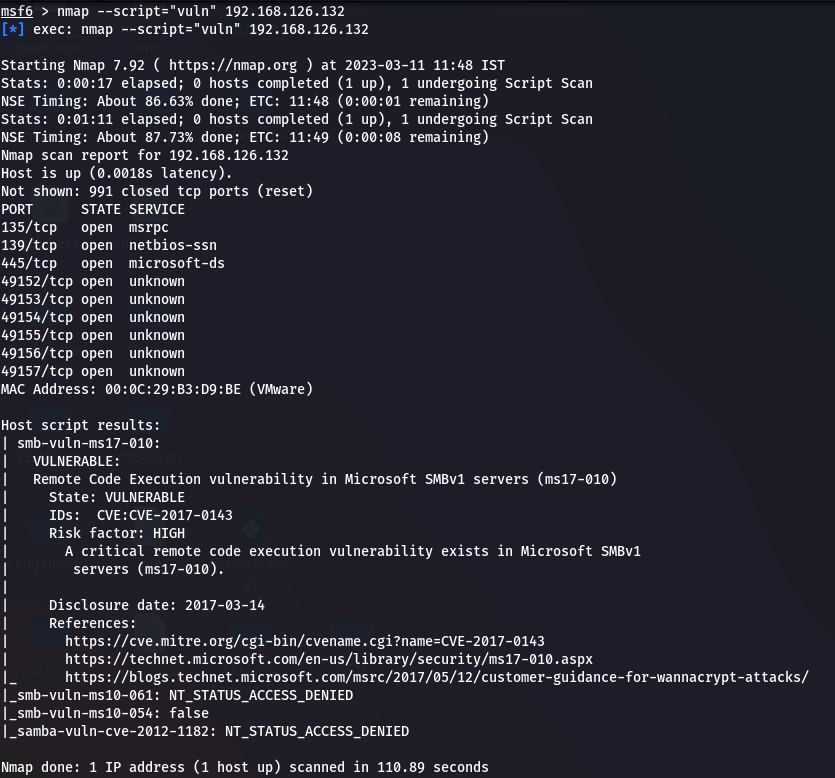 msf6 > nmap --script="vuln" 192.168.126.132
[*] exec: nmap --script="vuln" 192.168.126.132

Starting Nmap 7.92 ( https://nmap.org ) at 2023-03-11 11:48 IST
Stats: 0:00:17 elapsed; 0 hosts completed (1 up), 1 undergoing Script Scan
NSE Timing: About 86.63% done; ETC: 11:48 (0:00:01 remaining)
Stats: 0:01:11 elapsed; 0 hosts completed (1 up), 1 undergoing Script Scan
NSE Timing: About 87.73% done; ETC: 11:49 (0:00:08 remaining)
Nmap scan report for 192.168.126.132
Host is up (0.0018s latency).
Not shown: 991 closed tcp ports (reset)
PORT      STATE SERVICE
135/tcp   open  msrpc
139/tcp   open  netbios-ssn
445/tcp   open  microsoft-ds
49152/tcp open  unknown
49153/tcp open  unknown
49154/tcp open  unknown
49155/tcp open  unknown
49156/tcp open  unknown
49157/tcp open  unknown
MAC Address: 00:0C:29:B3:D9:BE (VMware)

Host script results:
| smb-vuln-ms17-010:
|   VULNERABLE:
|   Remote Code Execution vulnerability in Microsoft SMBv1 servers (ms17-010)
|     State: VULNERABLE
|     IDs:  CVE:CVE-2017-0143
|     Risk factor: HIGH
|       A critical remote code execution vulnerability exists in Microsoft SMBv1
|        servers (ms17-010).
|
|     Disclosure date: 2017-03-14
|     References:
|       https://cve.mitre.org/cgi-bin/cvename.cgi?name=CVE-2017-0143
|       https://technet.microsoft.com/en-us/library/security/ms17-010.aspx
|_      https://blogs.technet.microsoft.com/msrc/2017/05/12/customer-guidance-for-wannacrypt-attacks/
|_smb-vuln-ms10-061: NT_STATUS_ACCESS_DENIED
|_smb-vuln-ms10-054: false
|_samba-vuln-cve-2012-1182: NT_STATUS_ACCESS_DENIED

Nmap done: 1 IP address (1 host up) scanned in 110.89 seconds